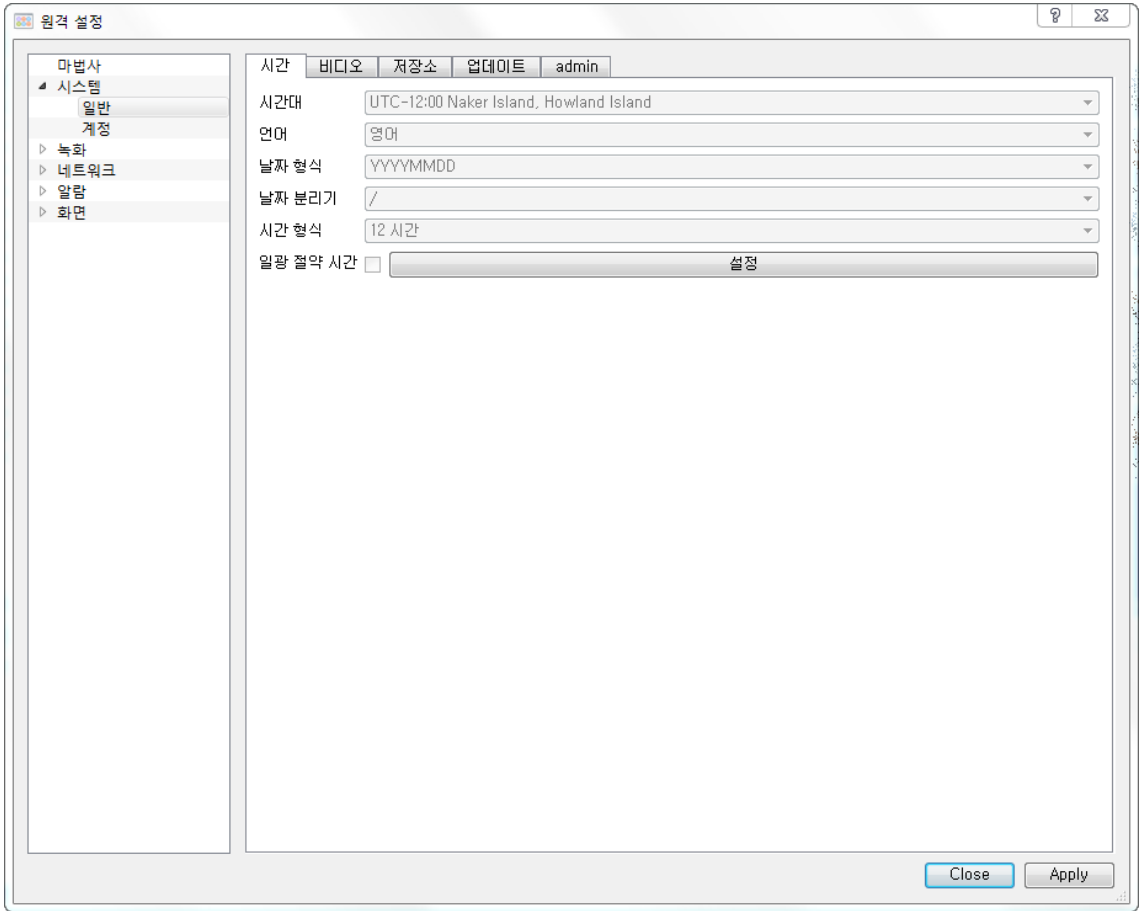 원격 설정
마법사
시스템
일반
계정
녹화
네트워크
알람
화면
시간 비디오 저장소 업데이트 admin
시간대 UTC-12:00 Naker Island, Howland Island
언어 영어
날짜 형식 YYYYMMDD
날짜 분리기 /
시간 형식 12 시간
일광 절약 시간 설정
Close Apply